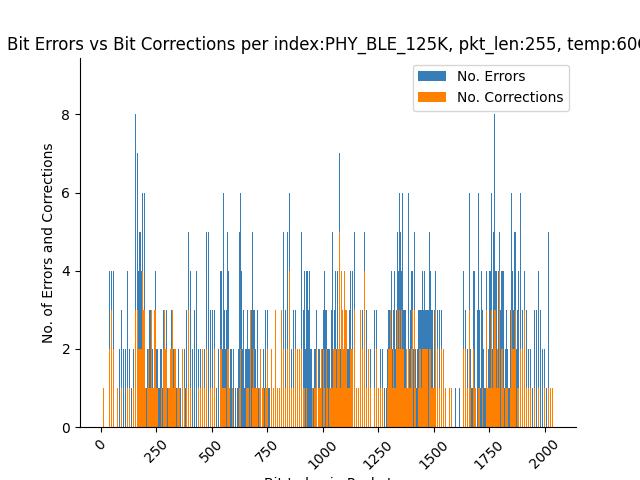 Bit Errors vs Bit Corrections per index:PHY_BLE_125K, pkt_len:255, temp:60
No. Errors
No. Corrections
No. of Errors and Corrections
8
6
4
2
0
0 250 500 750 1000 1250 1500 1750 2000